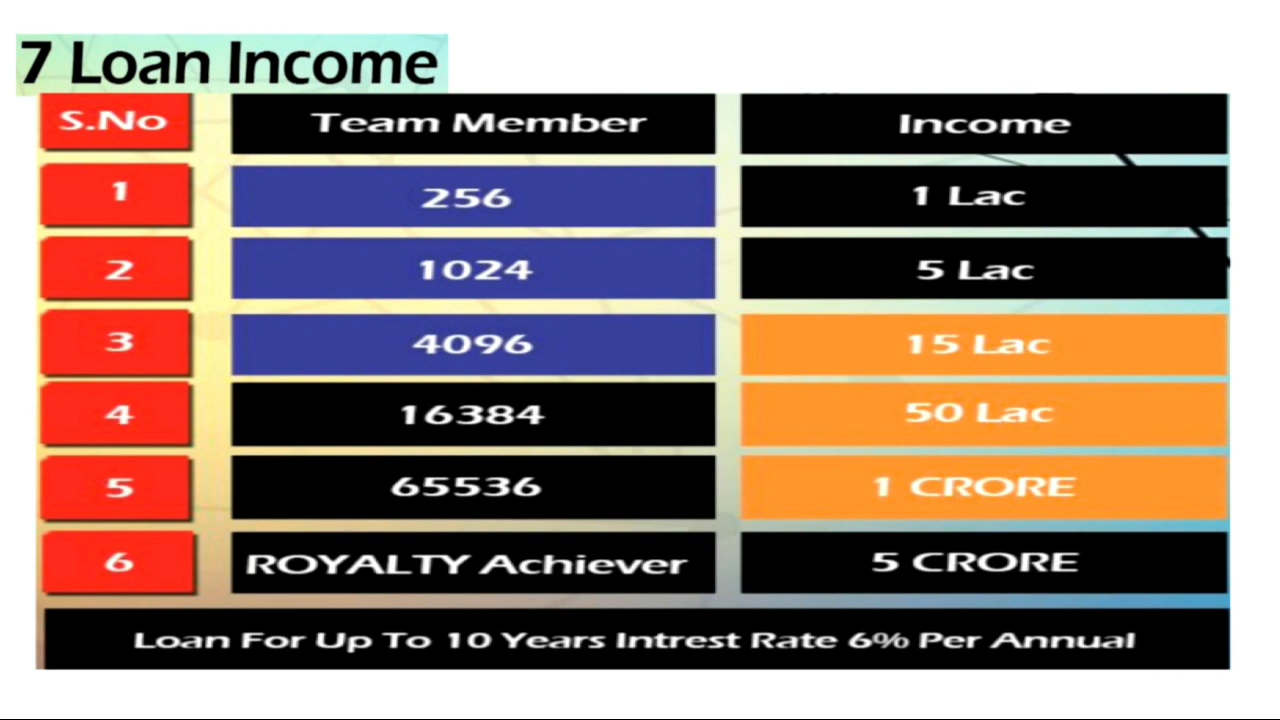 7 Loan Income
S.No Team Member Income
1 256 1 Lac
2 1024 5 Lac
3 4096 15 Lac
4 16384 50 Lac
5 65536 1 CRORE
6 ROYALTY Achiever 5 CRORE
Loan For Up To 10 Years Intrest Rate 6% Per Annual